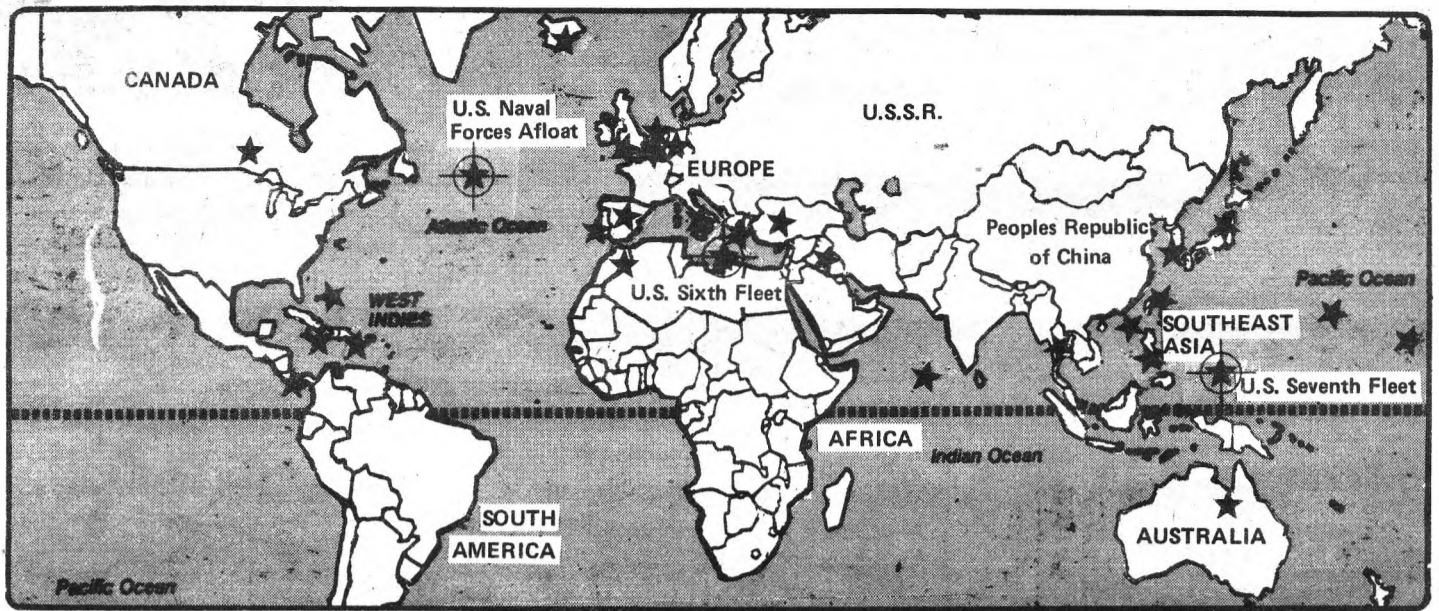 CANADA
U.S. Naval
Forces Afloat
U.S.S.R.
EUROPE
Atlantic Ocean
Peoples Republic
of China
Pacific Ocean
U.S. Sixth Fleet
WEST
INDIES
SOUTHEAST
ASIA
U.S. Seventh Fleet
AFRICA
Indian Ocean
SOUTH
AMERICA
AUSTRALIA
Pacific Ocean